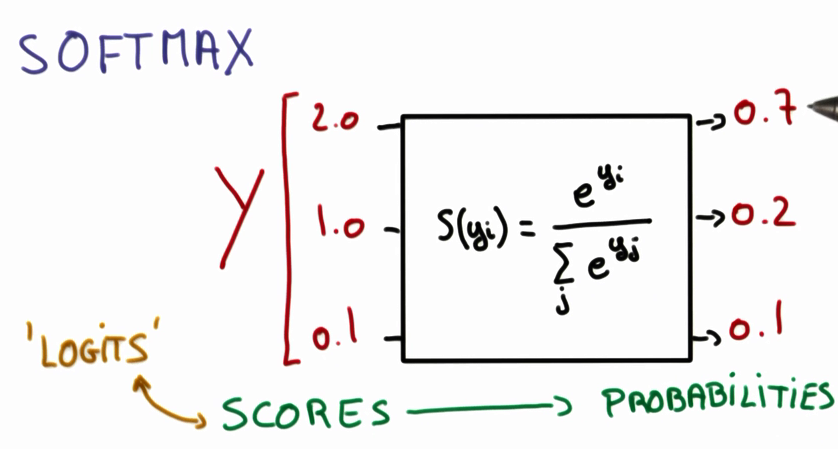 SOFTMAX
Y
2.0
1.0
0.1
S(yi) = e^yi / ∑j e^yj
0.7
0.2
0.1
'LOGITS'
SCORES → PROBABILITIES